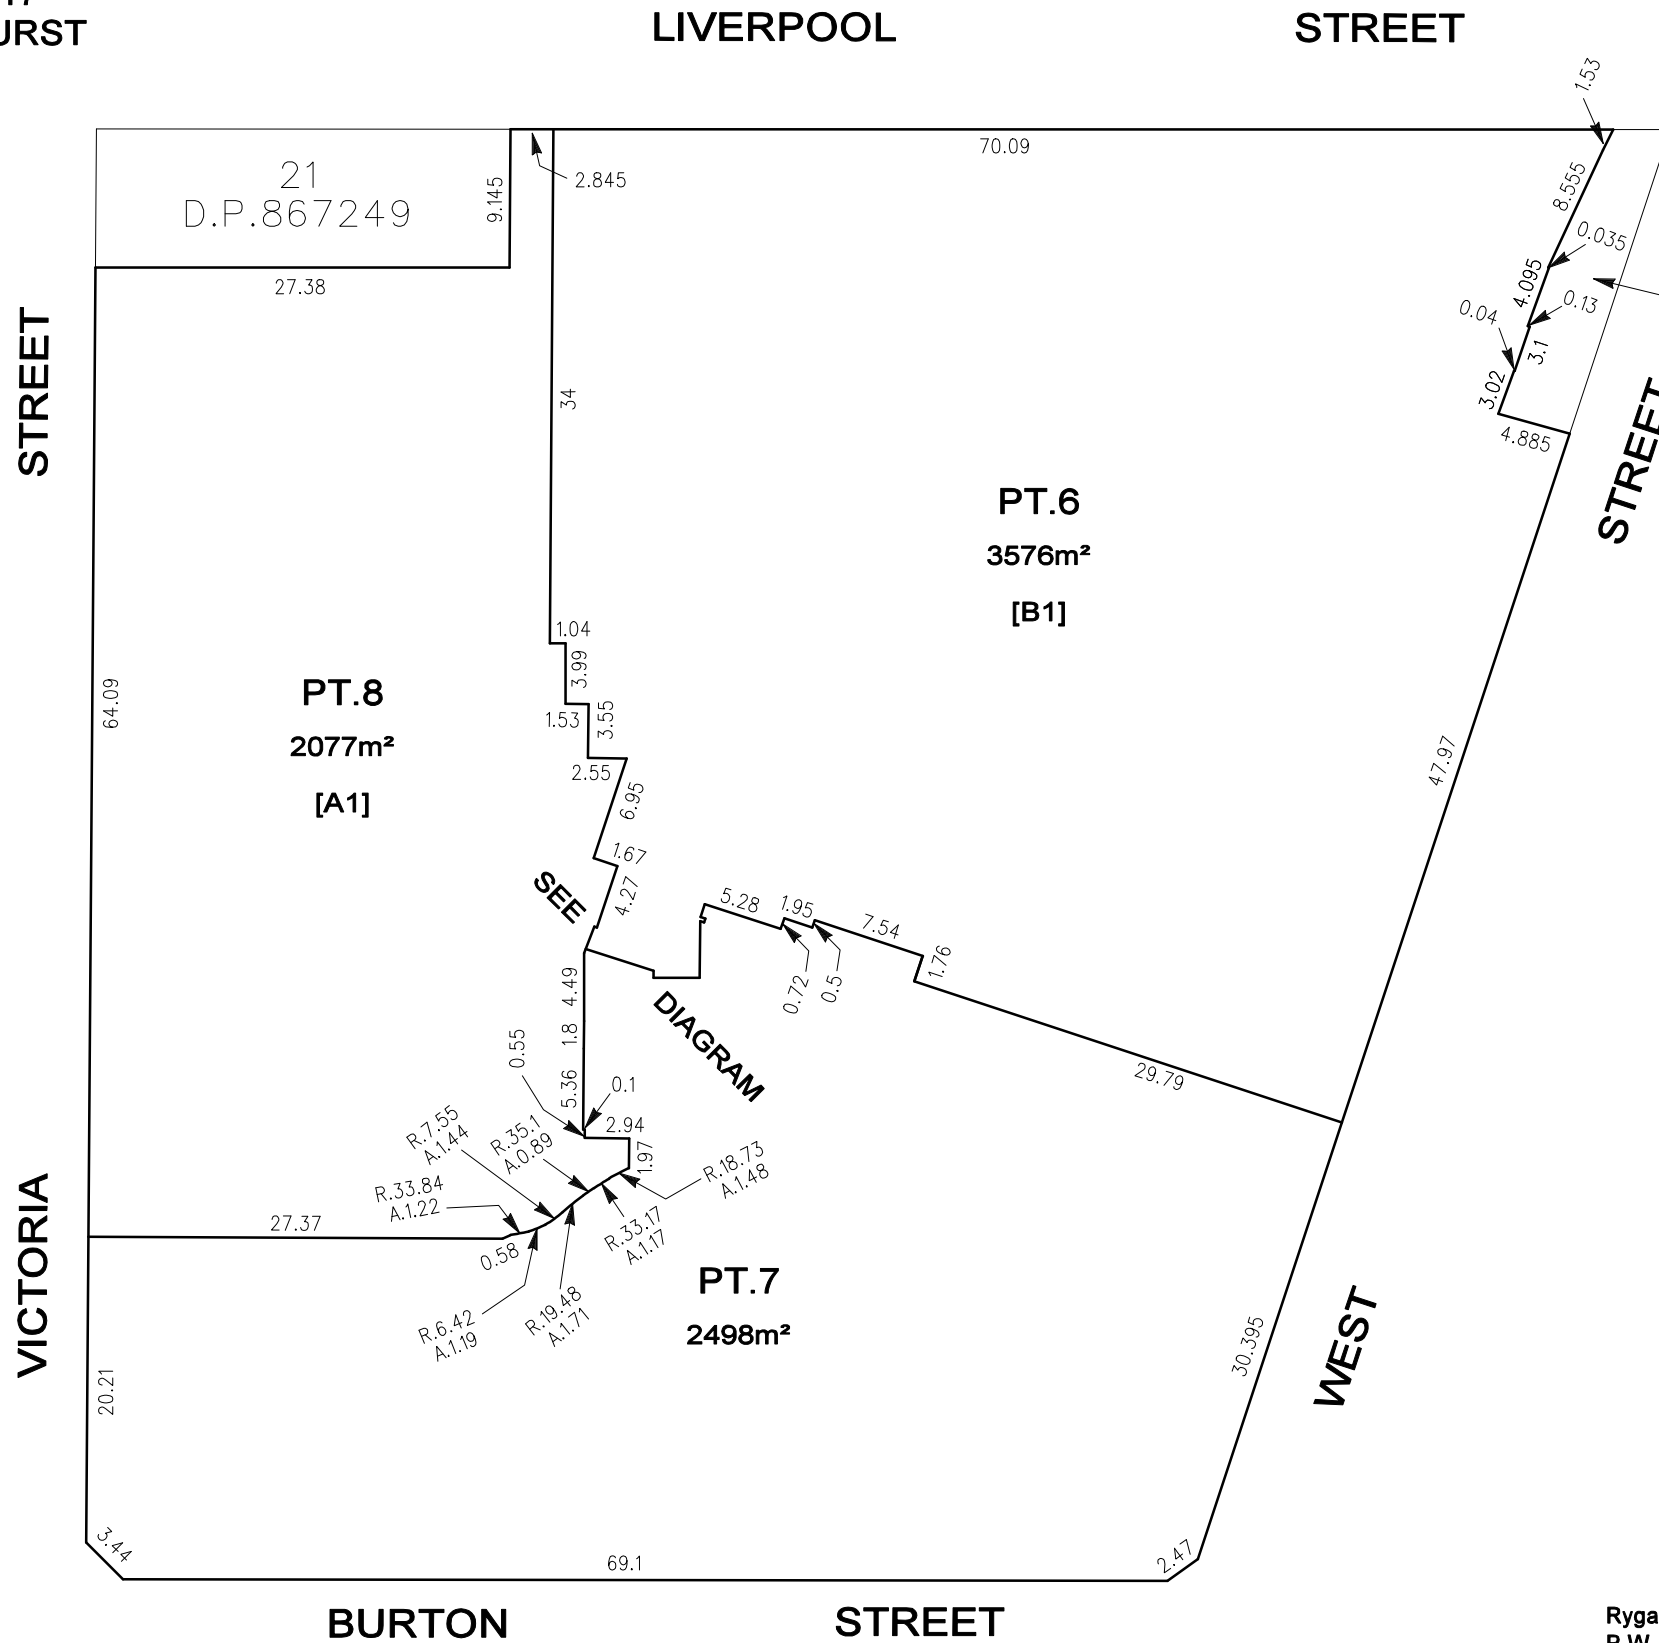 URST
LIVERPOOL STREET
1.53
70.09
21
D.P.867249
9.145
2.845
8.555
0.035
27.38
4.095
0.13
0.04
3.1
STREET
34
3.02
4.885
STREET
PT.6
3576m²
[B1]
1.04
3.99
64.09
PT.8
1.53
3.55
2077m²
2.55
47.97
[A1]
6.95
1.67
SEE
4.27
5.28
1.95
7.54
1.76
4.49
0.72
0.5
DIAGRAM
1.8
0.55
5.36
0.1
29.79
2.94
R.7.55
A.1.44
R.35.1
A.0.89
1.97
R.18.73
A.1.48
R.33.84
A.1.22
27.37
R.33.17
A.1.17
0.58
VICTORIA
PT.7
2498m²
R.6.42
A.1.19
R.19.48
A.1.71
WEST
30.395
20.21
3.44
69.1
2.47
BURTON STREET
Ryga